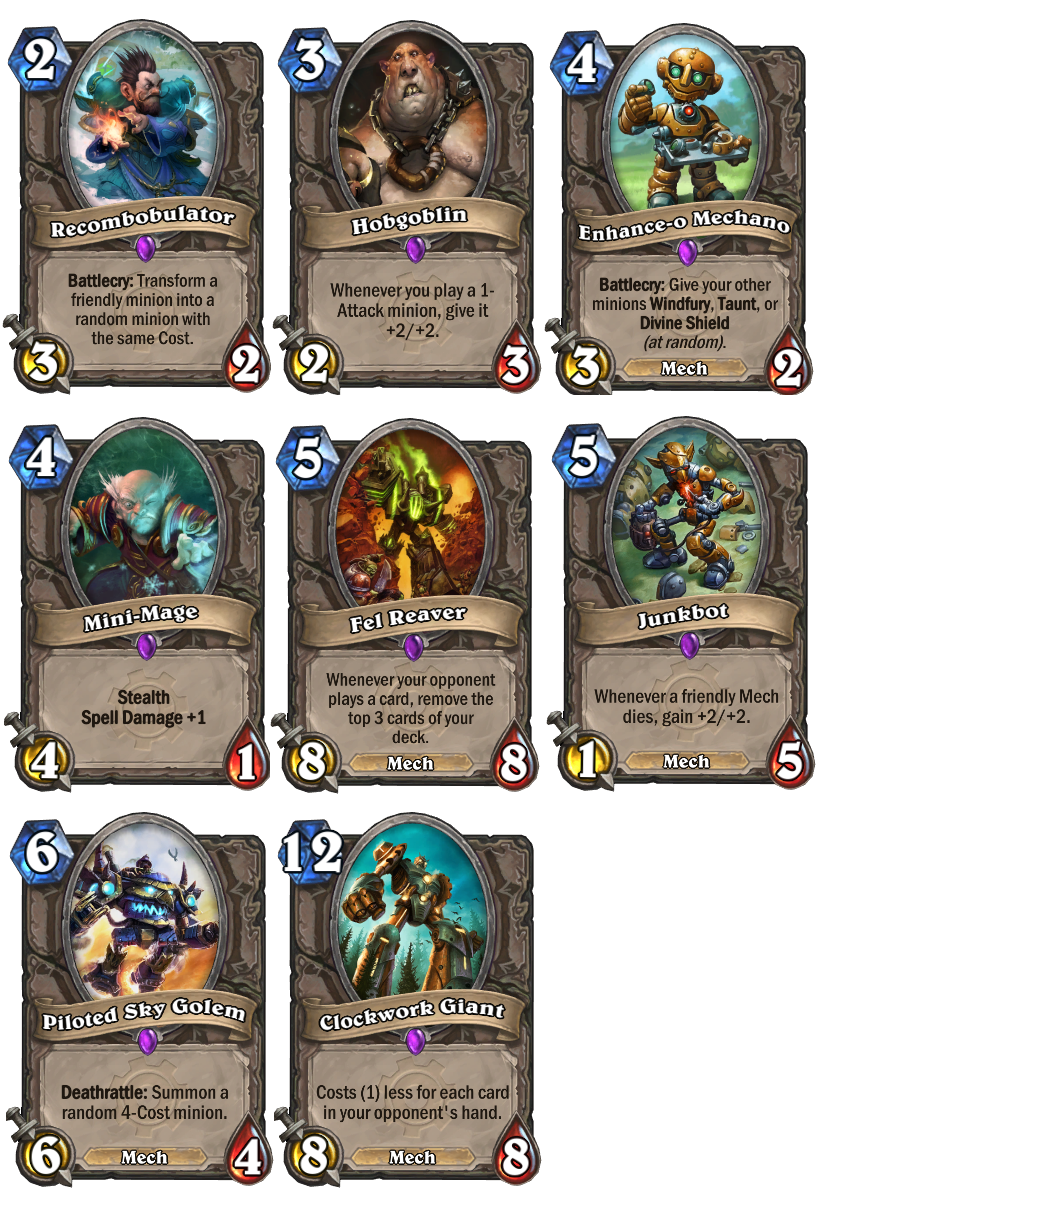 2
Recombobulator
Battlecry: Transform a
friendly minion into a
random minion with
the same Cost.
3
2
3
Hobgoblin
Whenever you play a 1-
Attack minion, give it
+2/+2.
2
3
4
Enhance-o Mechano
Battlecry: Give your other
minions Windfury, Taunt, or
Divine Shield
(at random).
3
Mech
2
4
Mini-Mage
Stealth
Spell Damage +1
4
1
5
Fel Reaver
Whenever your opponent
plays a card, remove the
top 3 cards of your
deck.
8
Mech
8
5
Junkbot
Whenever a friendly Mech
dies, gain +2/+2.
1
Mech
5
6
Piloted Sky Golem
Deathrattle: Summon a
random 4-Cost minion.
6
Mech
4
12
Clockwork Giant
Costs (1) less for each card
in your opponent's hand.
8
Mech
8